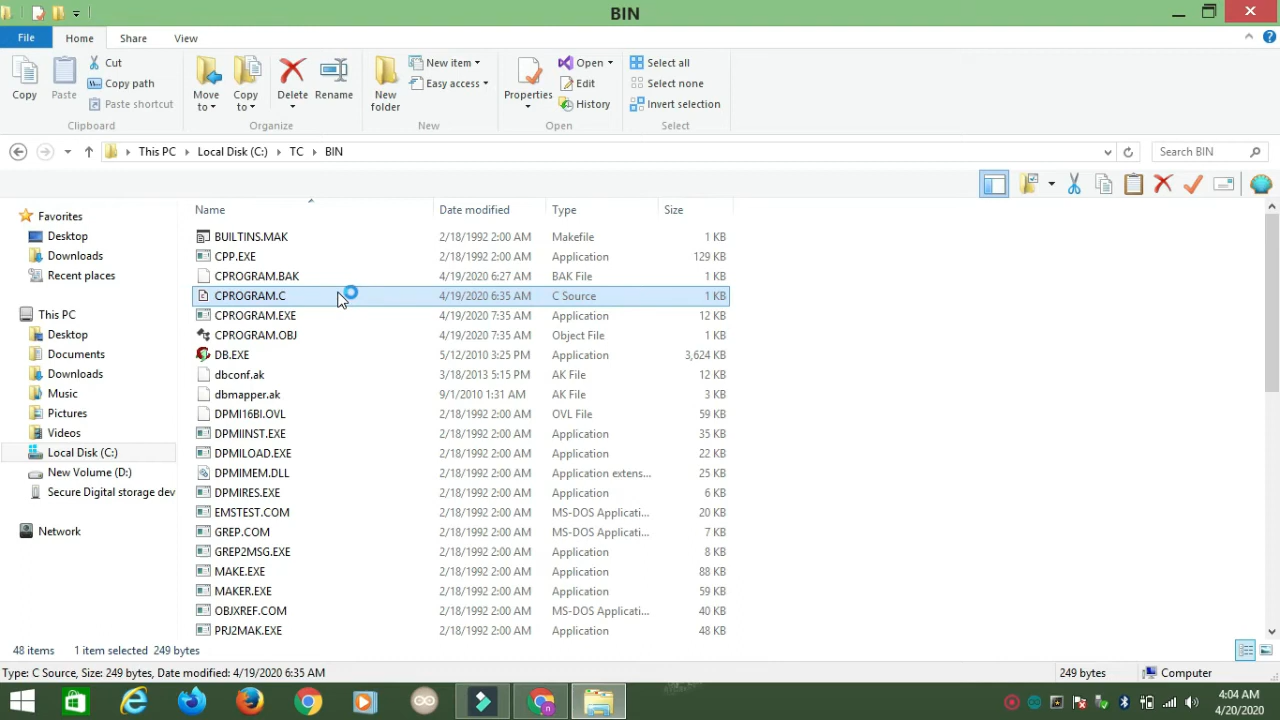 BIN
File Home Share View
Copy Paste Cut Copy path Paste shortcut Move to Copy to Delete Rename New folder New item Easy access Properties Open Edit History Select all Select none Invert selection
Clipboard Organize New Open Select
This PC Local Disk (C:) TC BIN Search BIN
Name Date modified Type Size
Favorites
Desktop
Downloads
Recent places
This PC
Desktop
Documents
Downloads
Music
Pictures
Videos
Local Disk (C:)
New Volume (D:)
Secure Digital storage dev
Network
BUILTINS.MAK 2/18/1992 2:00 AM Makefile 1 KB
CPP.EXE 2/18/1992 2:00 AM Application 129 KB
CPROGRAM.BAK 4/19/2020 6:27 AM BAK File 1 KB
CPROGRAM.C 4/19/2020 6:35 AM C Source 1 KB
CPROGRAM.EXE 4/19/2020 7:35 AM Application 12 KB
CPROGRAM.OBJ 4/19/2020 7:35 AM Object File 1 KB
DB.EXE 5/12/2010 3:25 PM Application 3,624 KB
dbconf.ak 3/18/2013 5:15 PM AK File 12 KB
dbmapper.ak 9/1/2010 1:31 AM AK File 3 KB
DPMI16BI.OVL 2/18/1992 2:00 AM OVL File 59 KB
DPMIINST.EXE 2/18/1992 2:00 AM Application 35 KB
DPMILOAD.EXE 2/18/1992 2:00 AM Application 22 KB
DPMIMEM.DLL 2/18/1992 2:00 AM Application extens... 25 KB
DPMIRES.EXE 2/18/1992 2:00 AM Application 6 KB
EMSTEST.COM 2/18/1992 2:00 AM MS-DOS Applicati... 20 KB
GREP.COM 2/18/1992 2:00 AM MS-DOS Applicati... 7 KB
GREP2MSG.EXE 2/18/1992 2:00 AM Application 8 KB
MAKE.EXE 2/18/1992 2:00 AM Application 88 KB
MAKER.EXE 2/18/1992 2:00 AM Application 59 KB
OBJXREF.COM 2/18/1992 2:00 AM MS-DOS Applicati... 40 KB
PRJ2MAK.EXE 2/18/1992 2:00 AM Application 48 KB
48 items 1 item selected 249 bytes
Type: C Source, Size: 249 bytes, Date modified: 4/19/2020 6:35 AM 249 bytes Computer
4:04 AM
4/20/2020